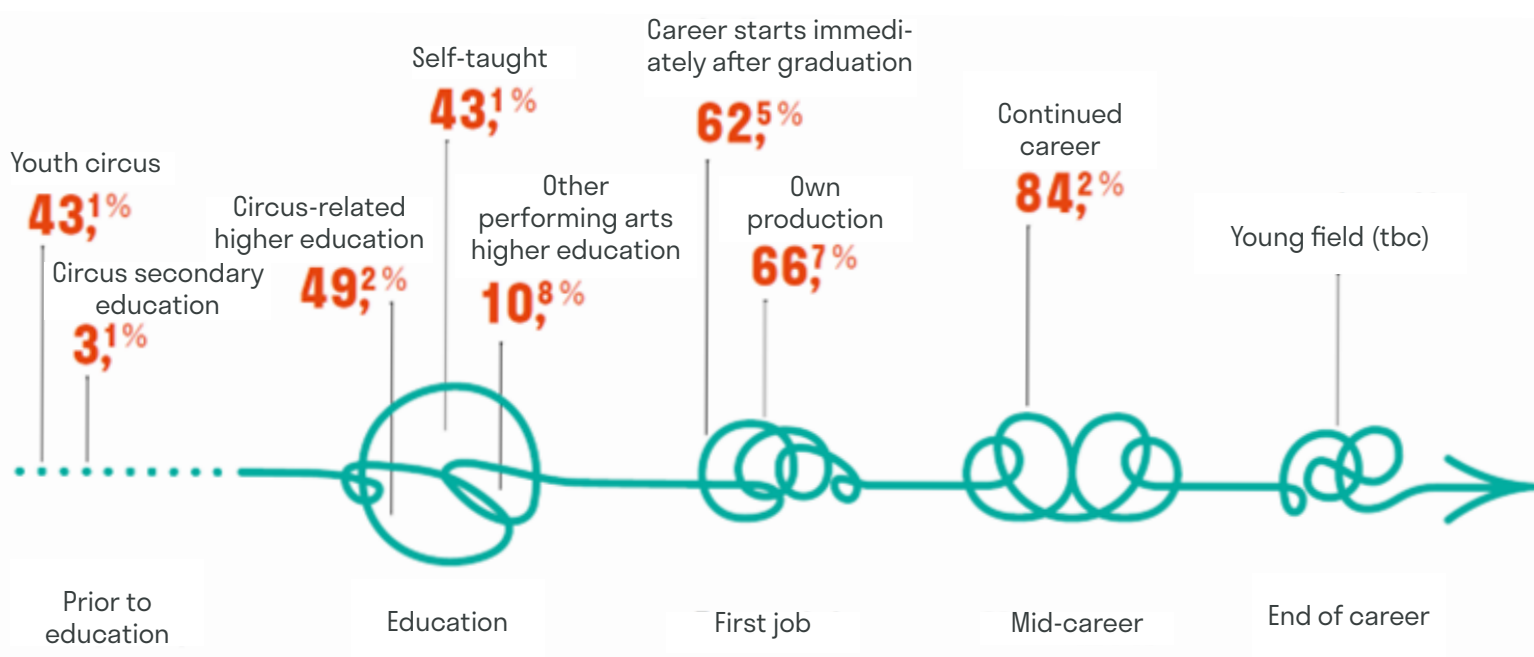 Youth circus
43,1%
Circus secondary
education
3,1%
Circus-related
higher education
49,2%
Self-taught
43,1%
Other
performing arts
higher education
10,8%
Career starts immedi-
ately after graduation
62,5%
Own
production
66,7%
Continued
career
84,2%
Young field (tbc)
Prior to
education
Education
First job
Mid-career
End of career